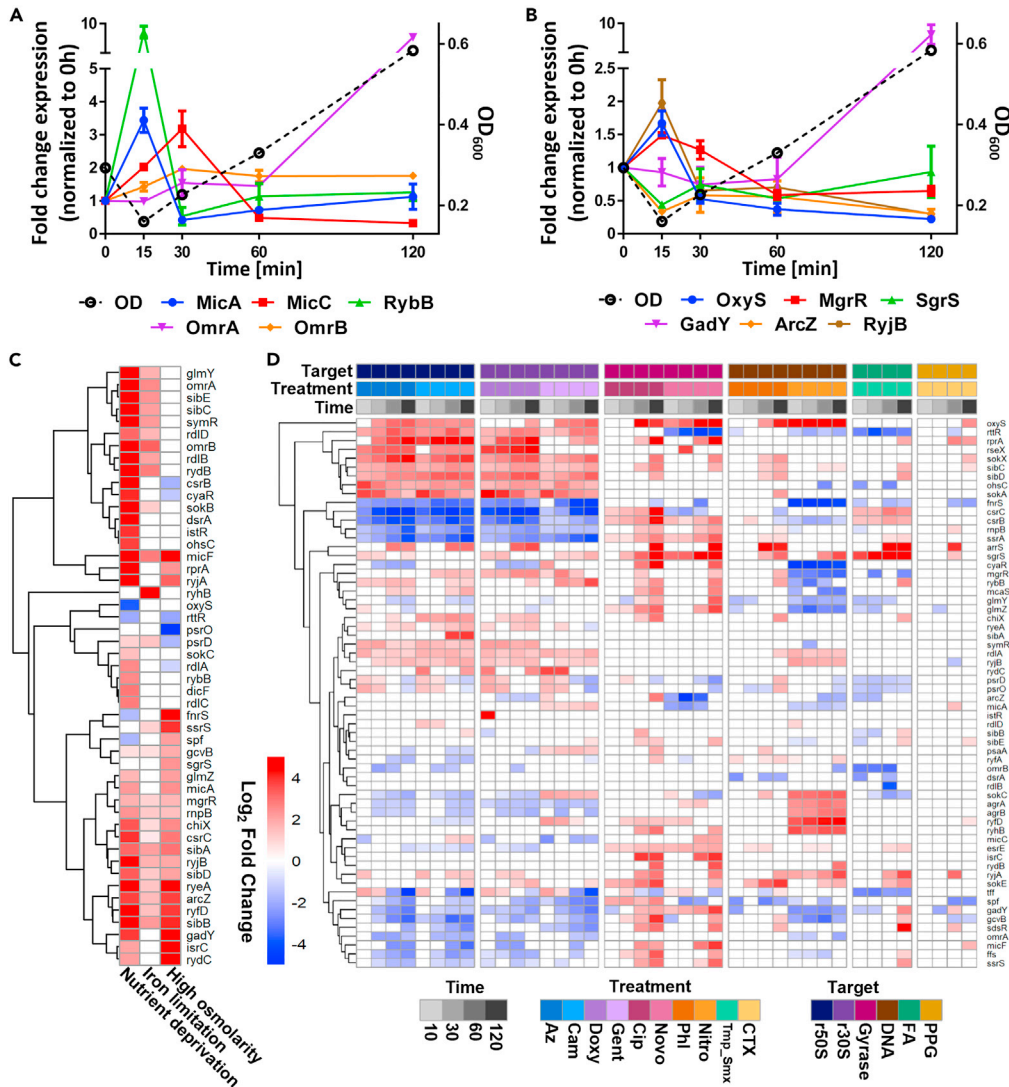 A
Fold change expression
(normalized to 0h)
10
5
5
4
3
2
1
0
0.6
0.4
0.2
OD600
0 15 30 60 120
Time [min]
OD MicA MicC RybB
OmrA OmrB
B
Fold change expression
(normalized to 0h)
10
5
2.5
2.0
1.5
1.0
0.5
0
0.6
0.4
0.2
OD600
0 15 30 60 120
Time [min]
OD OxyS MgrR SgrS
GadY ArcZ RyjB
C
glmY
omrA
sibE
sibC
symR
rdlD
omrB
rdlB
rydB
csrB
cyaR
sokB
dsrA
istR
ohsC
micF
rprA
ryjA
ryhB
oxyS
rttR
psrO
psrD
sokC
rdlA
rybB
dicF
rdlC
fnrS
ssrS
spf
gcvB
sgrS
glmZ
micA
mgrR
rnpB
chiX
csrC
sibA
ryjB
sibD
ryeA
arcZ
ryfD
sibB
gadY
isrC
rydC
Nutrient deprivation
Iron limitation
High osmolarity
Log2 Fold Change
4
2
0
-2
-4
D
Target
Treatment
Time
oxyS
rttR
rprA
rseX
sokX
sibC
sibD
ohsC
sokA
fnrS
csrC
csrB
rnpB
ssrA
arrS
sgrS
cyaR
mgrR
rybB
mcaS
glmY
glmZ
chiX
ryeA
sibA
symR
rdlA
ryjB
rydC
psrD
psrO
arcZ
micA
istR
rdlD
sibB
sibE
psaA
ryfA
omrB
dsrA
rdlB
sokC
agrA
agrB
ryfD
ryhB
micC
esrE
isrC
rydB
ryjA
sokE
tff
spf
gadY
gcvB
sdsR
omrA
micF
ffs
ssrS
Time
10
30
60
120
Treatment
Az
Cam
Doxy
Gent
Cip
Novo
Phl
Nitro
Tmp_Smx
CTX
Target
r50S
r30S
Gyrase
DNA
FA
PPG